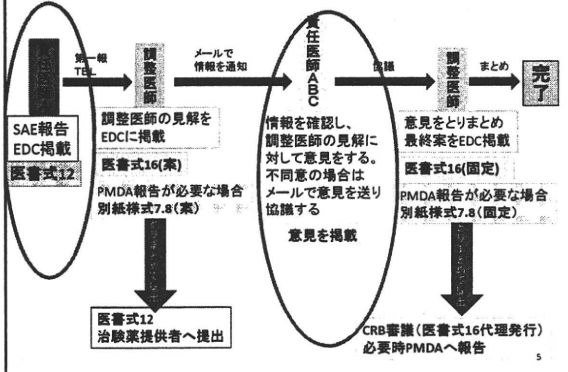 第一報
TEL
調整医師
メールで
情報を通知
責任医師ABC
協議
調整医師
まとめ
完了
SAE報告
EDC掲載
医書式12
調整医師の見解を
EDCに掲載
医書式16(案)
PMDA報告が必要な場合
別紙様式7.8(案)
情報を確認し、
調整医師の見解に
対して意見をする。
不同意の場合は
メールで意見を送り
協議する
意見を掲載
意見をとりまとめ
最終案をEDC掲載
医書式16(固定)
PMDA報告が必要な場合
別紙様式7.8(固定)
医書式12
治験薬提供者へ提出
CRB審議(医書式16代理発行)
必要時PMDAへ報告
5